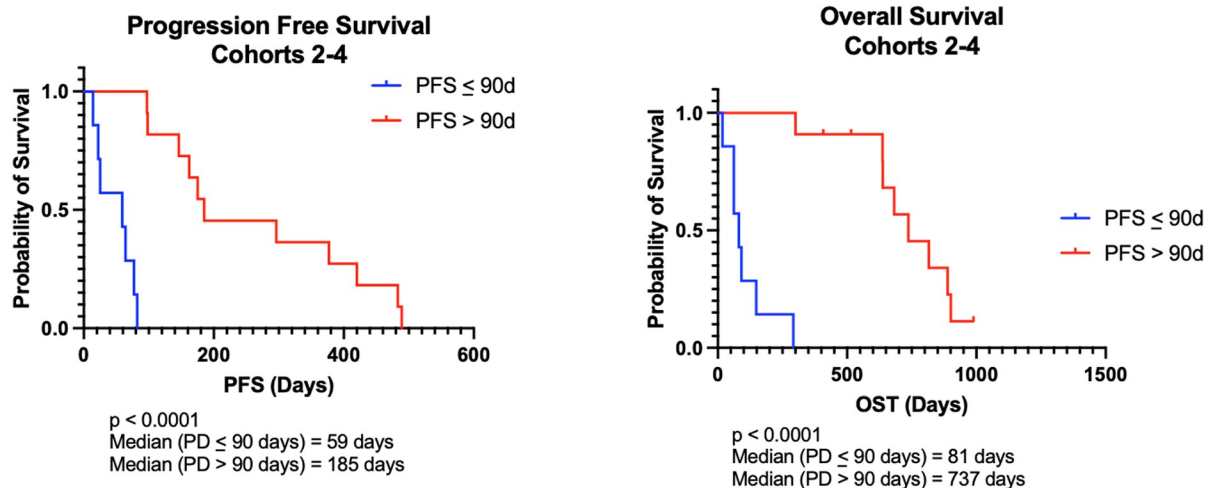 Progression Free Survival
Cohorts 2-4
PFS ≤ 90d
PFS > 90d
Probability of Survival
1.0
0.5
0.0
0
200
400
600
PFS (Days)
p < 0.0001
Median (PD ≤ 90 days) = 59 days
Median (PD > 90 days) = 185 days
Overall Survival
Cohorts 2-4
PFS ≤ 90d
PFS > 90d
Probability of Survival
1.0
0.5
0.0
0
500
1000
1500
OST (Days)
p < 0.0001
Median (PD ≤ 90 days) = 81 days
Median (PD > 90 days) = 737 days